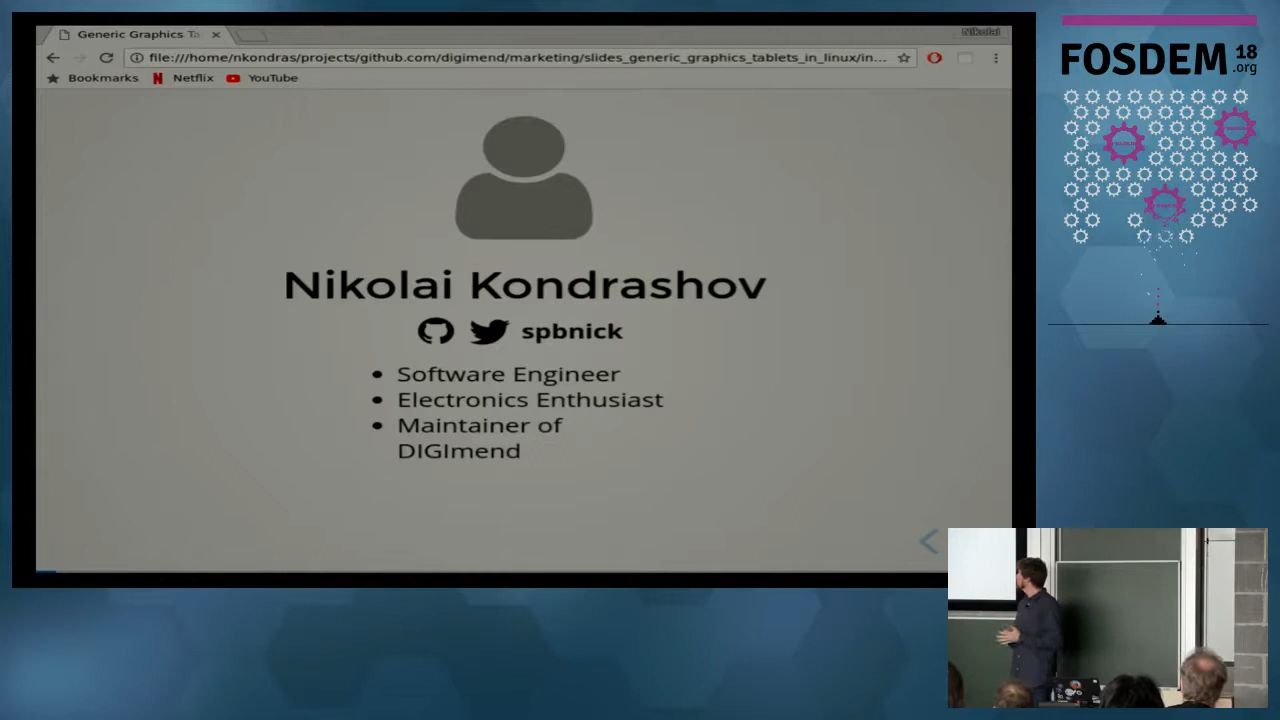 Generic Graphics Ta
Nikolai
file:///home/nkondras/projects/github.com/digimend/marketing/slides_generic_graphics_tablets_in_linux/in...
Bookmarks
Netflix
YouTube
Nikolai Kondrashov
spbnick
Software Engineer
Electronics Enthusiast
Maintainer of
DIGImend
FOSDEM 18
.org